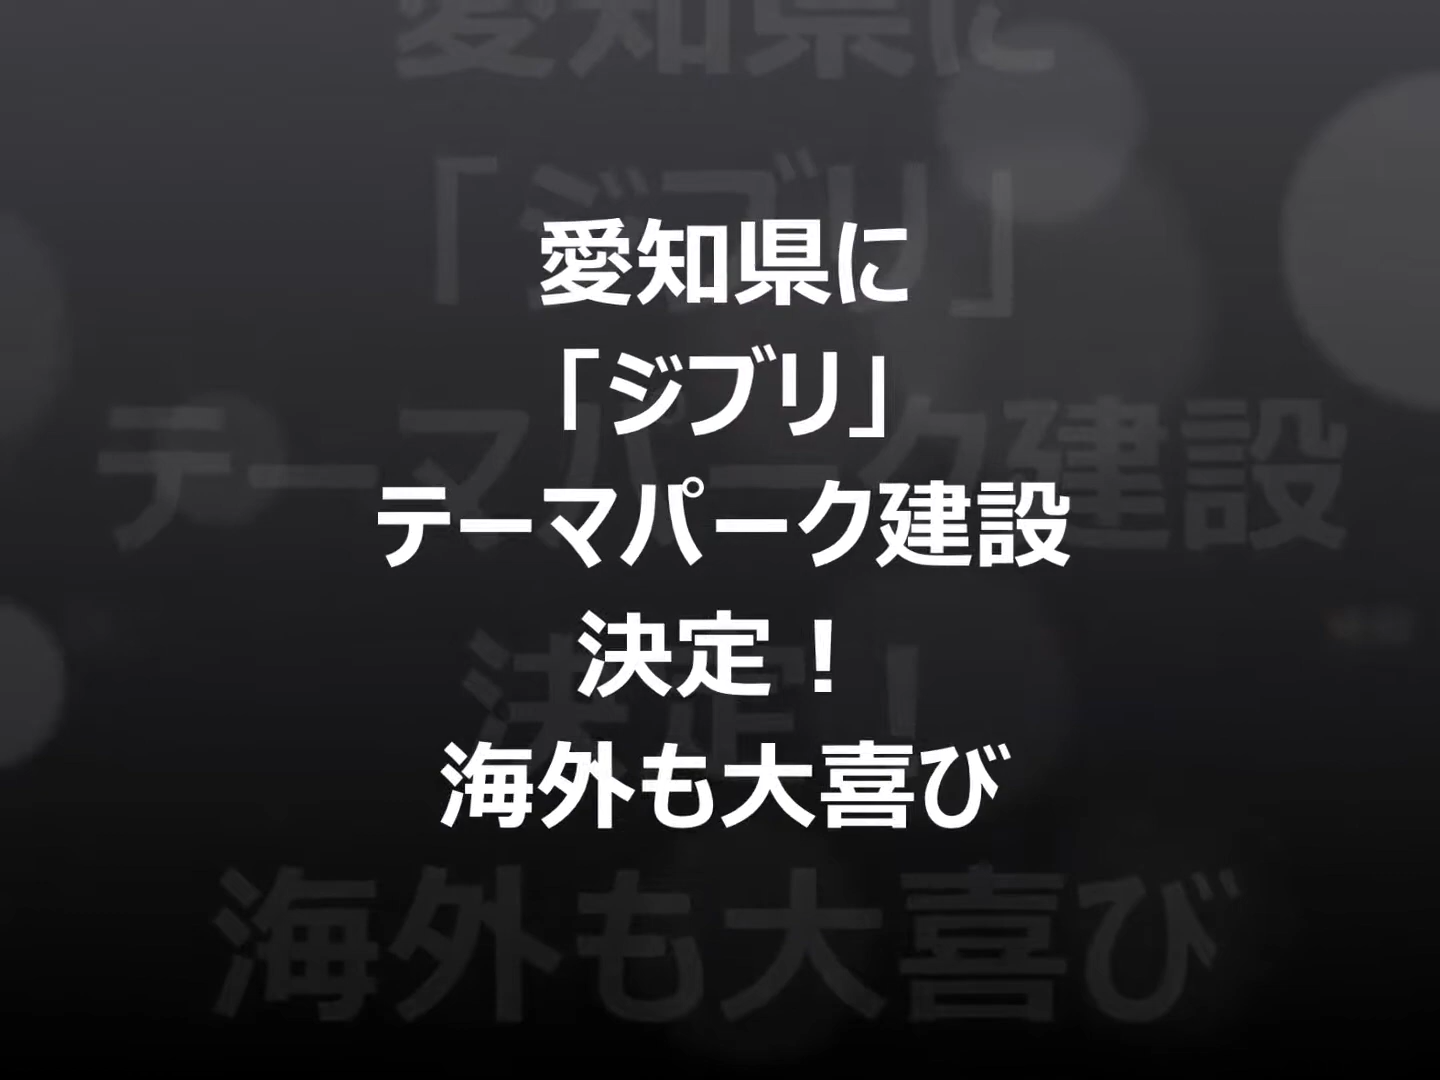 愛知県に
「ジブリ」
テーマパーク建設
決定！
海外も大喜び